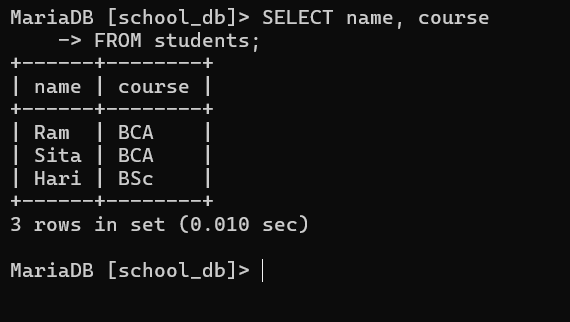 MariaDB [school_db]> SELECT name, course
    -> FROM students;
+------+--------+
| name | course |
+------+--------+
| Ram  | BCA    |
| Sita | BCA    |
| Hari | BSc    |
+------+--------+
3 rows in set (0.010 sec)

MariaDB [school_db]>